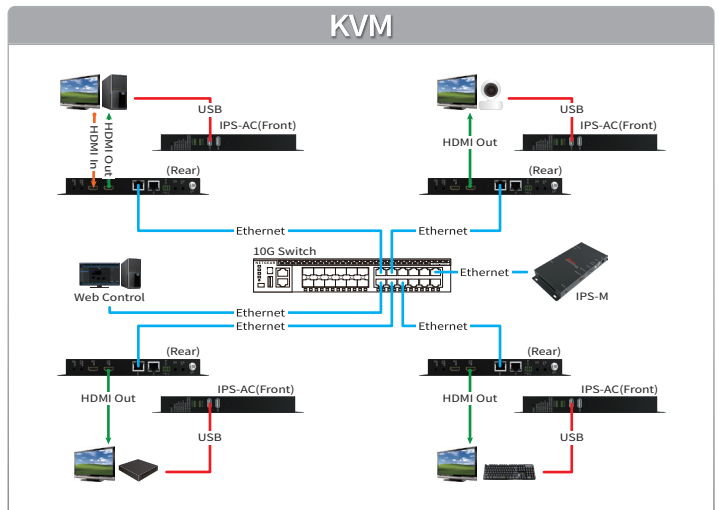 KVM
USB
IPS-AC(Front)
HDMI In
HDMI Out
(Rear)
USB
IPS-AC(Front)
HDMI Out
(Rear)
Ethernet
Ethernet
10G Switch
NETGEAR
Web Control
Ethernet
IPS-M
Ethernet
Ethernet
Ethernet
(Rear)
HDMI Out
IPS-AC(Front)
USB
(Rear)
HDMI Out
IPS-AC(Front)
USB